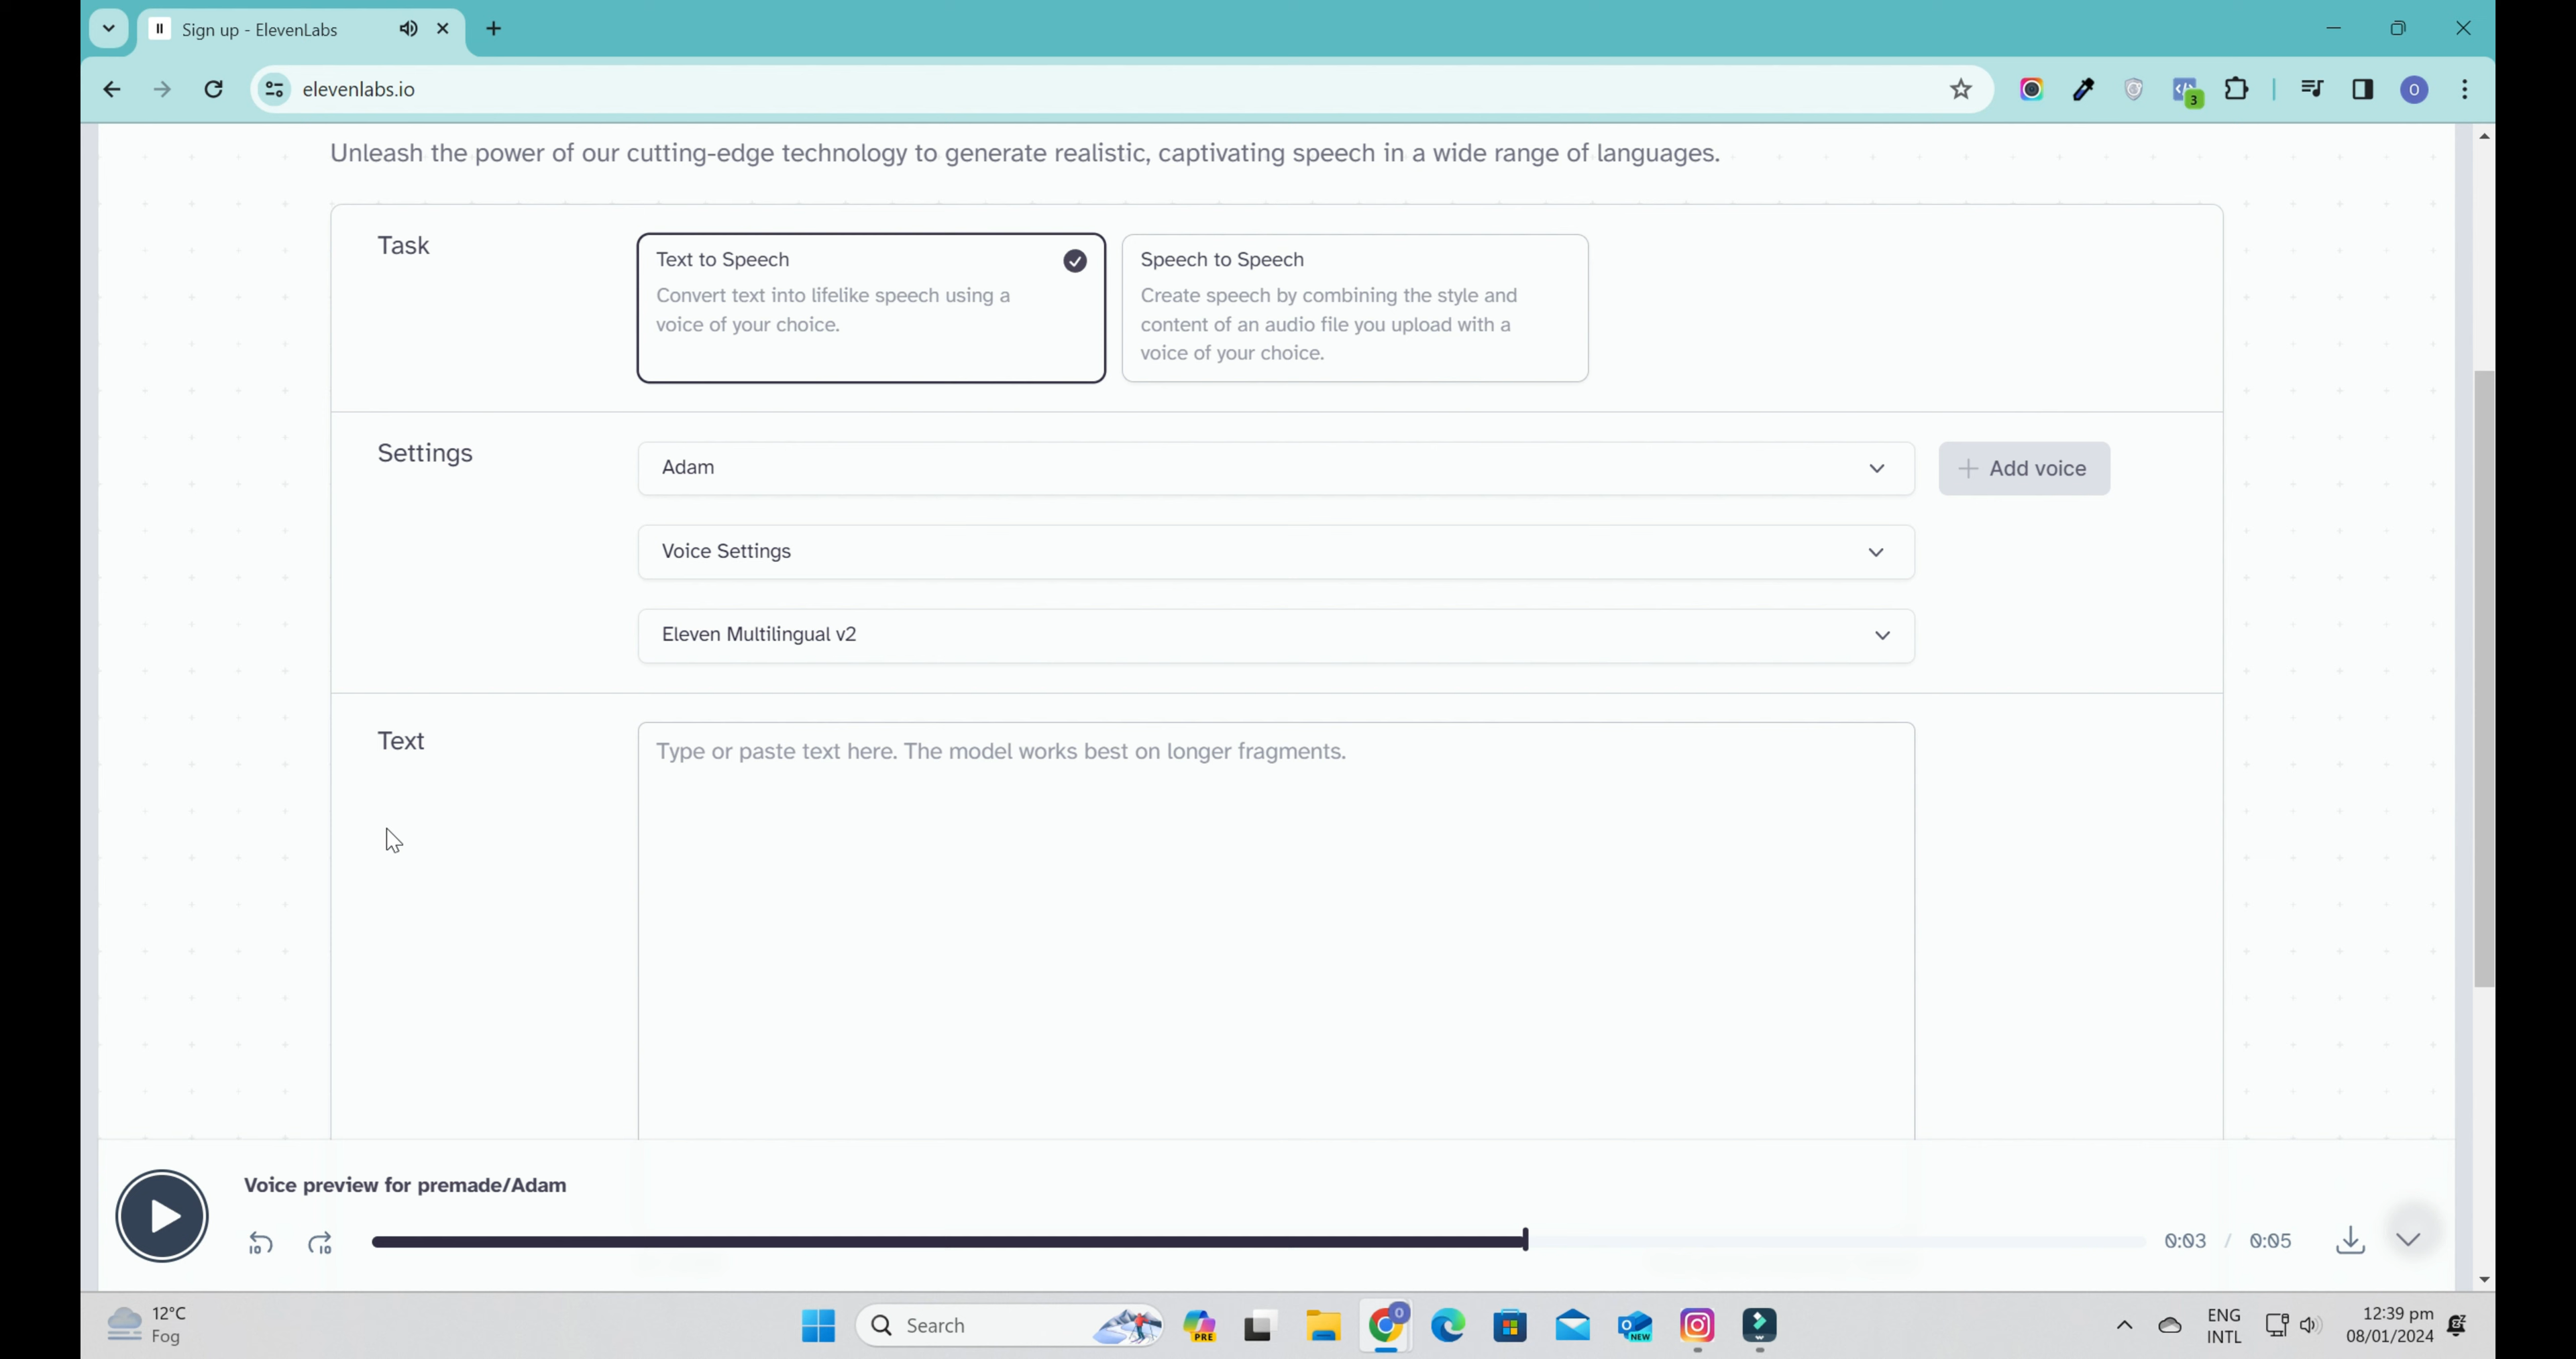 Sign up - ElevenLabs
elevenlabs.io
3
O
Unleash the power of our cutting-edge technology to generate realistic, captivating speech in a wide range of languages.
Task
Text to Speech
Convert text into lifelike speech using a
voice of your choice.
Speech to Speech
Create speech by combining the style and
content of an audio file you upload with a
voice of your choice.
Settings
Adam
Add voice
Voice Settings
Eleven Multilingual v2
Text
Type or paste text here. The model works best on longer fragments.
Voice preview for premade/Adam
10
10
0:03 / 0:05
12°C
Fog
Search
PRE
O
NEW
ENG
INTL
12:39 pm
08/01/2024